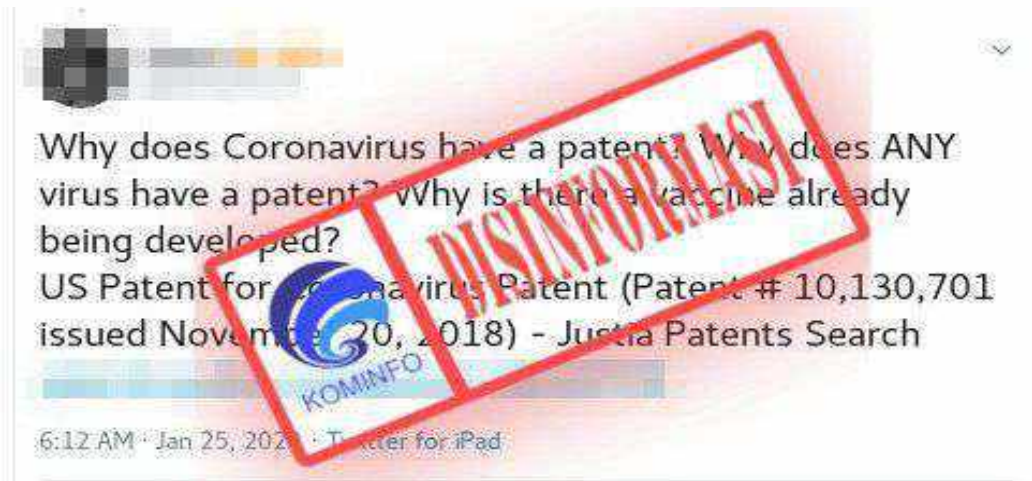 Why does Coronavirus have a patent? Why does ANY
virus have a patent? Why is there a vaccine already
being developed?
US Patent for Coronavirus Patent (Patent # 10,130,701
issued November 20, 2018) - Justia Patents Search
DISINFORMASI
KOMINFO
6:12 AM · Jan 25, 2020 · Twitter for iPad